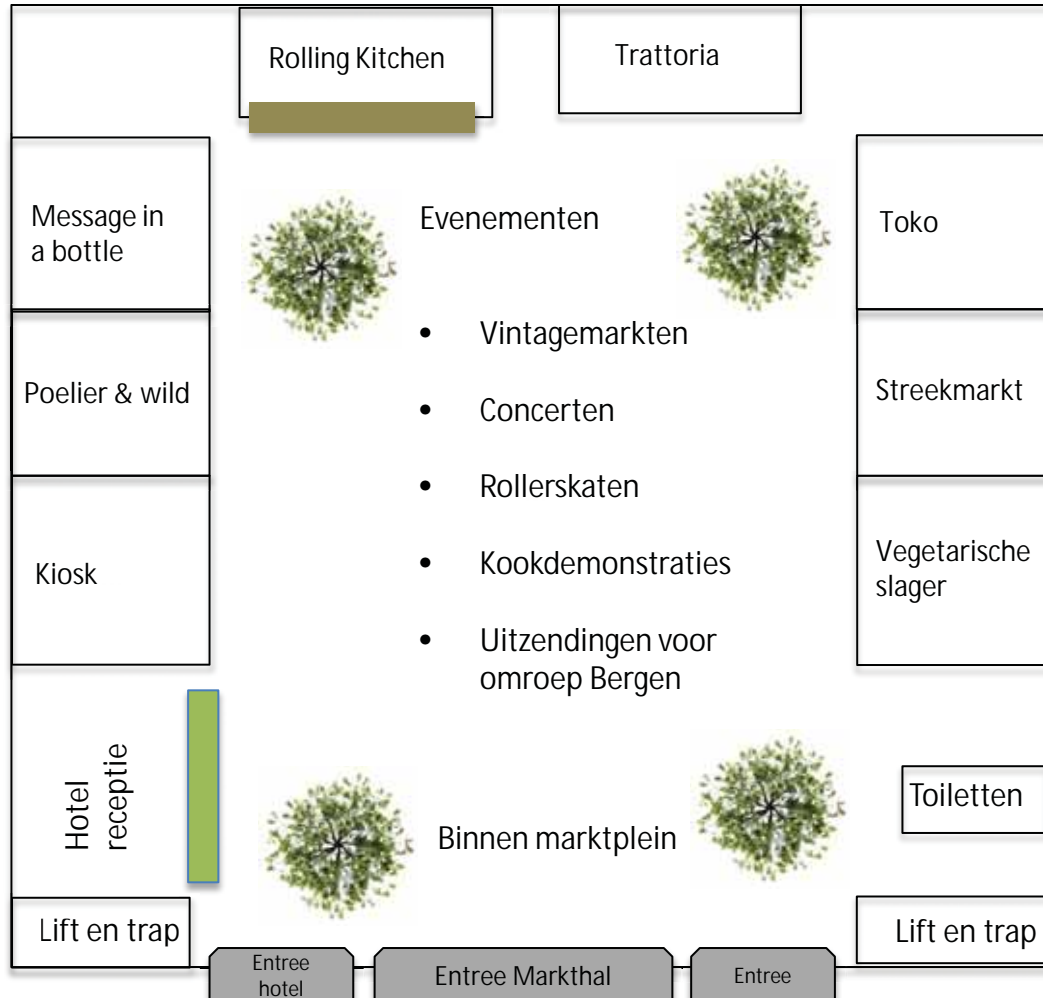 Rolling Kitchen
Trattoria
Message in
a bottle
Evenementen
Toko
• Vintagemarkten
Poelier & wild
Streekmarkt
• Concerten
• Rollerskaten
Kiosk
• Kookdemonstraties
Vegetarische
slager
• Uitzendingen voor
omroep Bergen
Hotel
receptie
Toiletten
Binnen marktplein
Lift en trap
Lift en trap
Entree
hotel
Entree Markthal
Entree